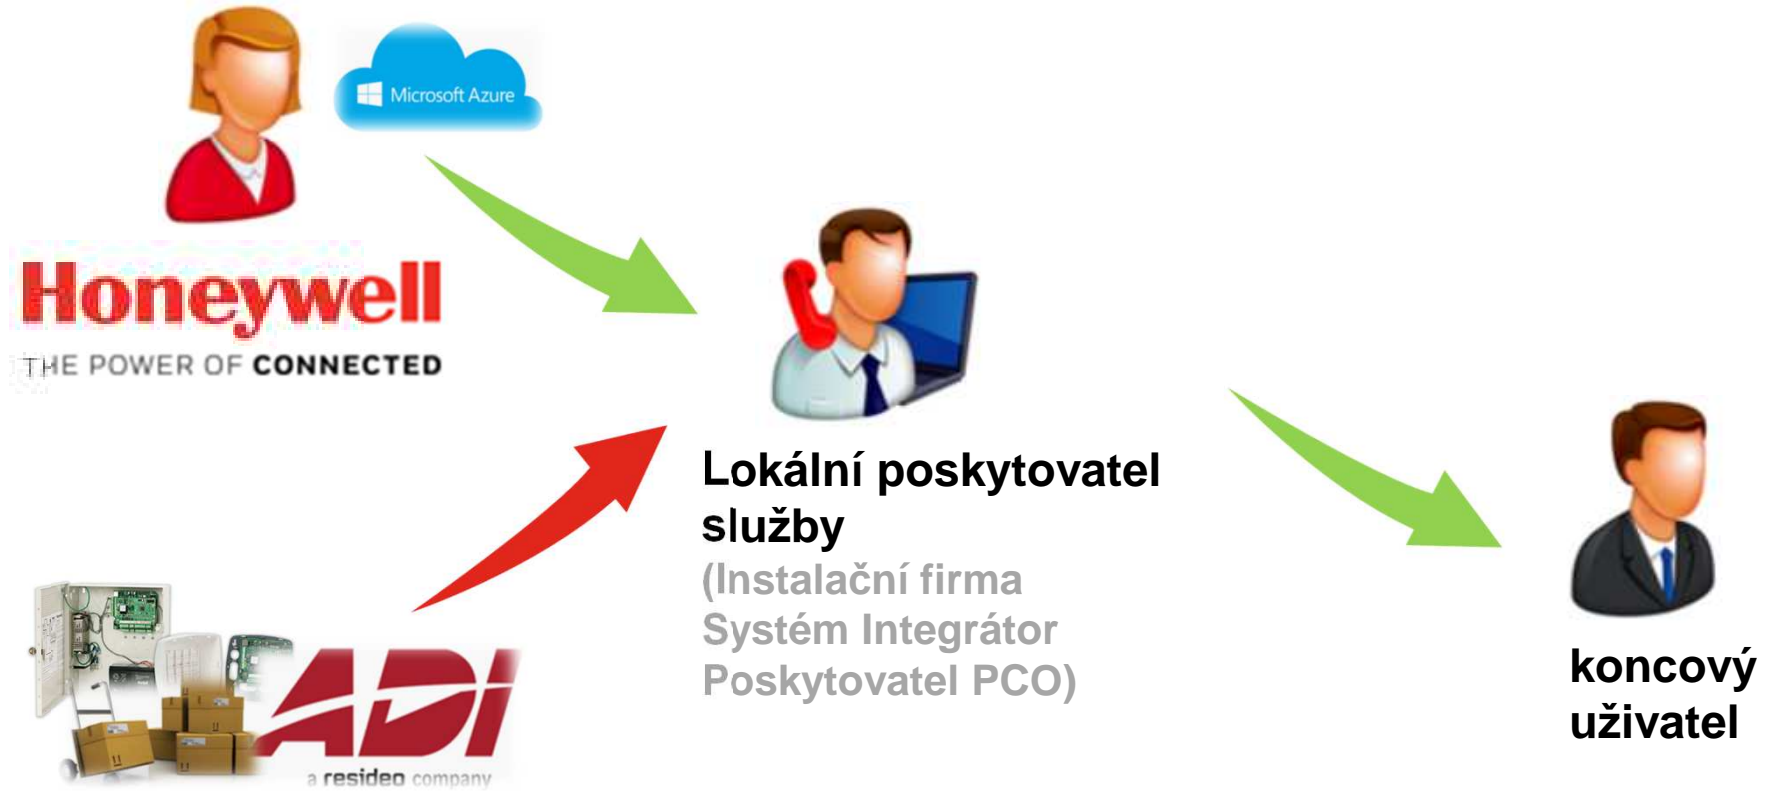 Microsoft Azure
Honeywell
THE POWER OF CONNECTED
Lokální poskytovatel
služby
(Instalační firma
Systém Integrátor
Poskytovatel PCO)
ADI
a resideo company
koncový
uživatel